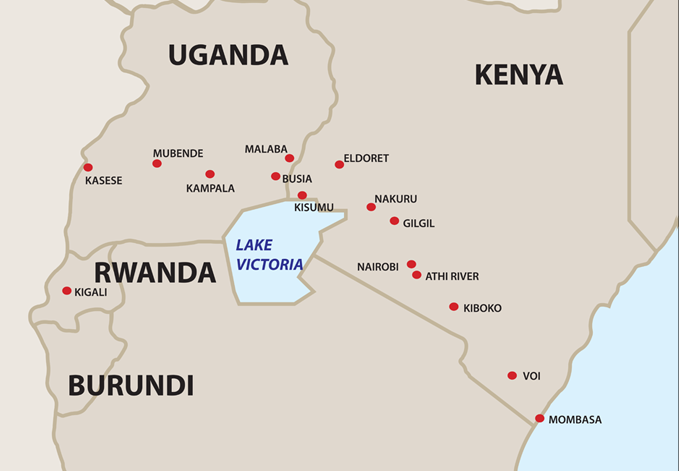 UGANDA
KENYA
MALABA
MUBENDE
ELDORET
KASESE
KAMPALA
BUSIA
KISUMU
NAKURU
GILGIL
LAKE
VICTORIA
RWANDA
NAIROBI
ATHI RIVER
KIGALI
KIBOKO
BURUNDI
VOI
MOMBASA